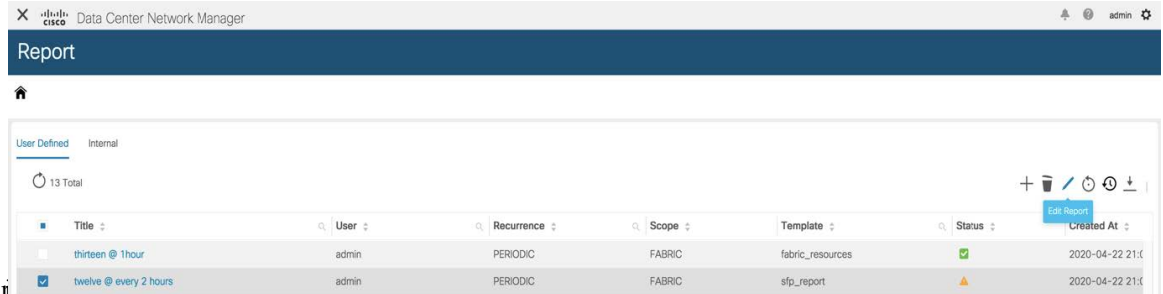 CISCO Data Center Network Manager admin
Report
User Defined Internal
13 Total
Edit Report
Title User Recurrence Scope Template Status Created At
thirteen @ 1hour admin PERIODIC FABRIC fabric_resources 2020-04-22 21:0
twelve @ every 2 hours admin PERIODIC FABRIC sfp_report 2020-04-22 21:0